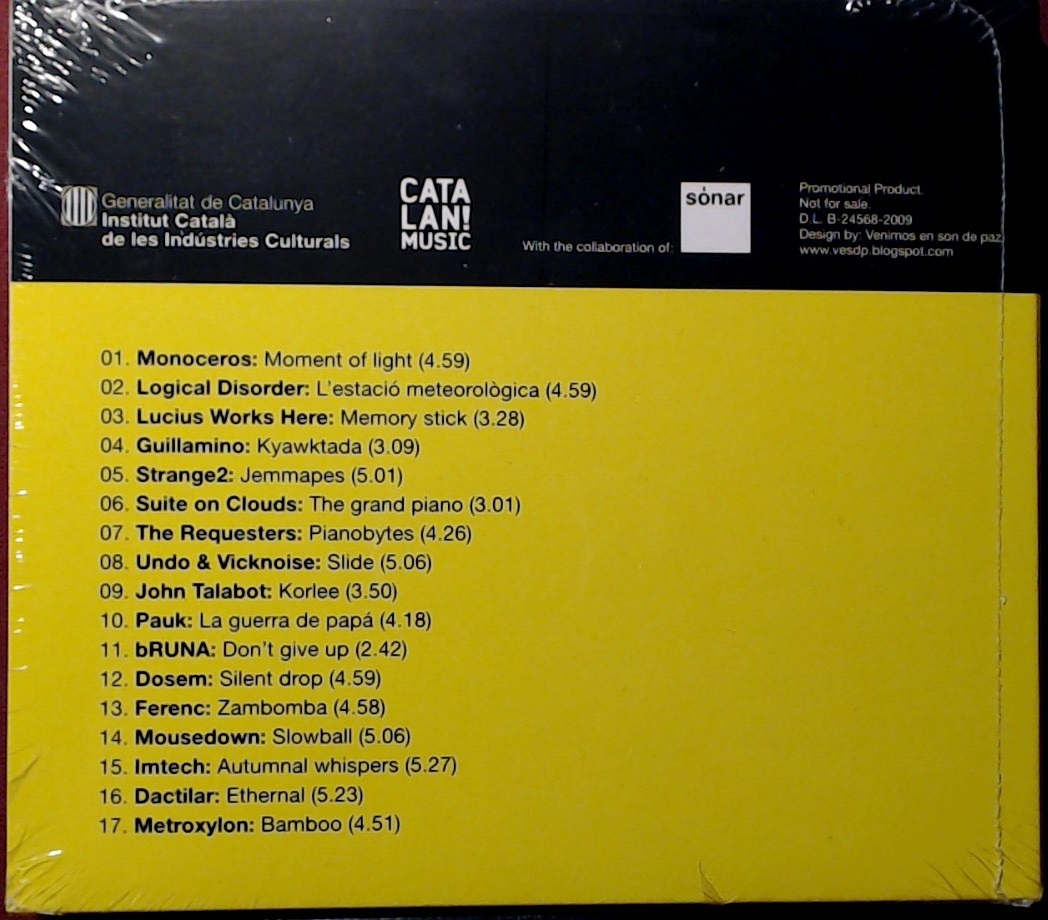 Generalitat de Catalunya
Institut Català
de les Indústries Culturals
CATA
LAN!
MUSIC
With the collaboration of:
sónar
Promotional Product.
Not for sale.
D.L. B-24568-2009
Design by: Venimos en son de paz
www.vesdp.blogspot.com
01. Monoceros: Moment of light (4.59)
02. Logical Disorder: L'estació meteorològica (4.59)
03. Lucius Works Here: Memory stick (3.28)
04. Guillamino: Kyawktada (3.09)
05. Strange2: Jemmapes (5.01)
06. Suite on Clouds: The grand piano (3.01)
07. The Requesters: Pianobytes (4.26)
08. Undo & Vicknoise: Slide (5.06)
09. John Talabot: Korlee (3.50)
10. Pauk: La guerra de papá (4.18)
11. bRUNA: Don't give up (2.42)
12. Dosem: Silent drop (4.59)
13. Ferenc: Zambomba (4.58)
14. Mousedown: Slowball (5.06)
15. Imtech: Autumnal whispers (5.27)
16. Dactilar: Ethernal (5.23)
17. Metroxylon: Bamboo (4.51)